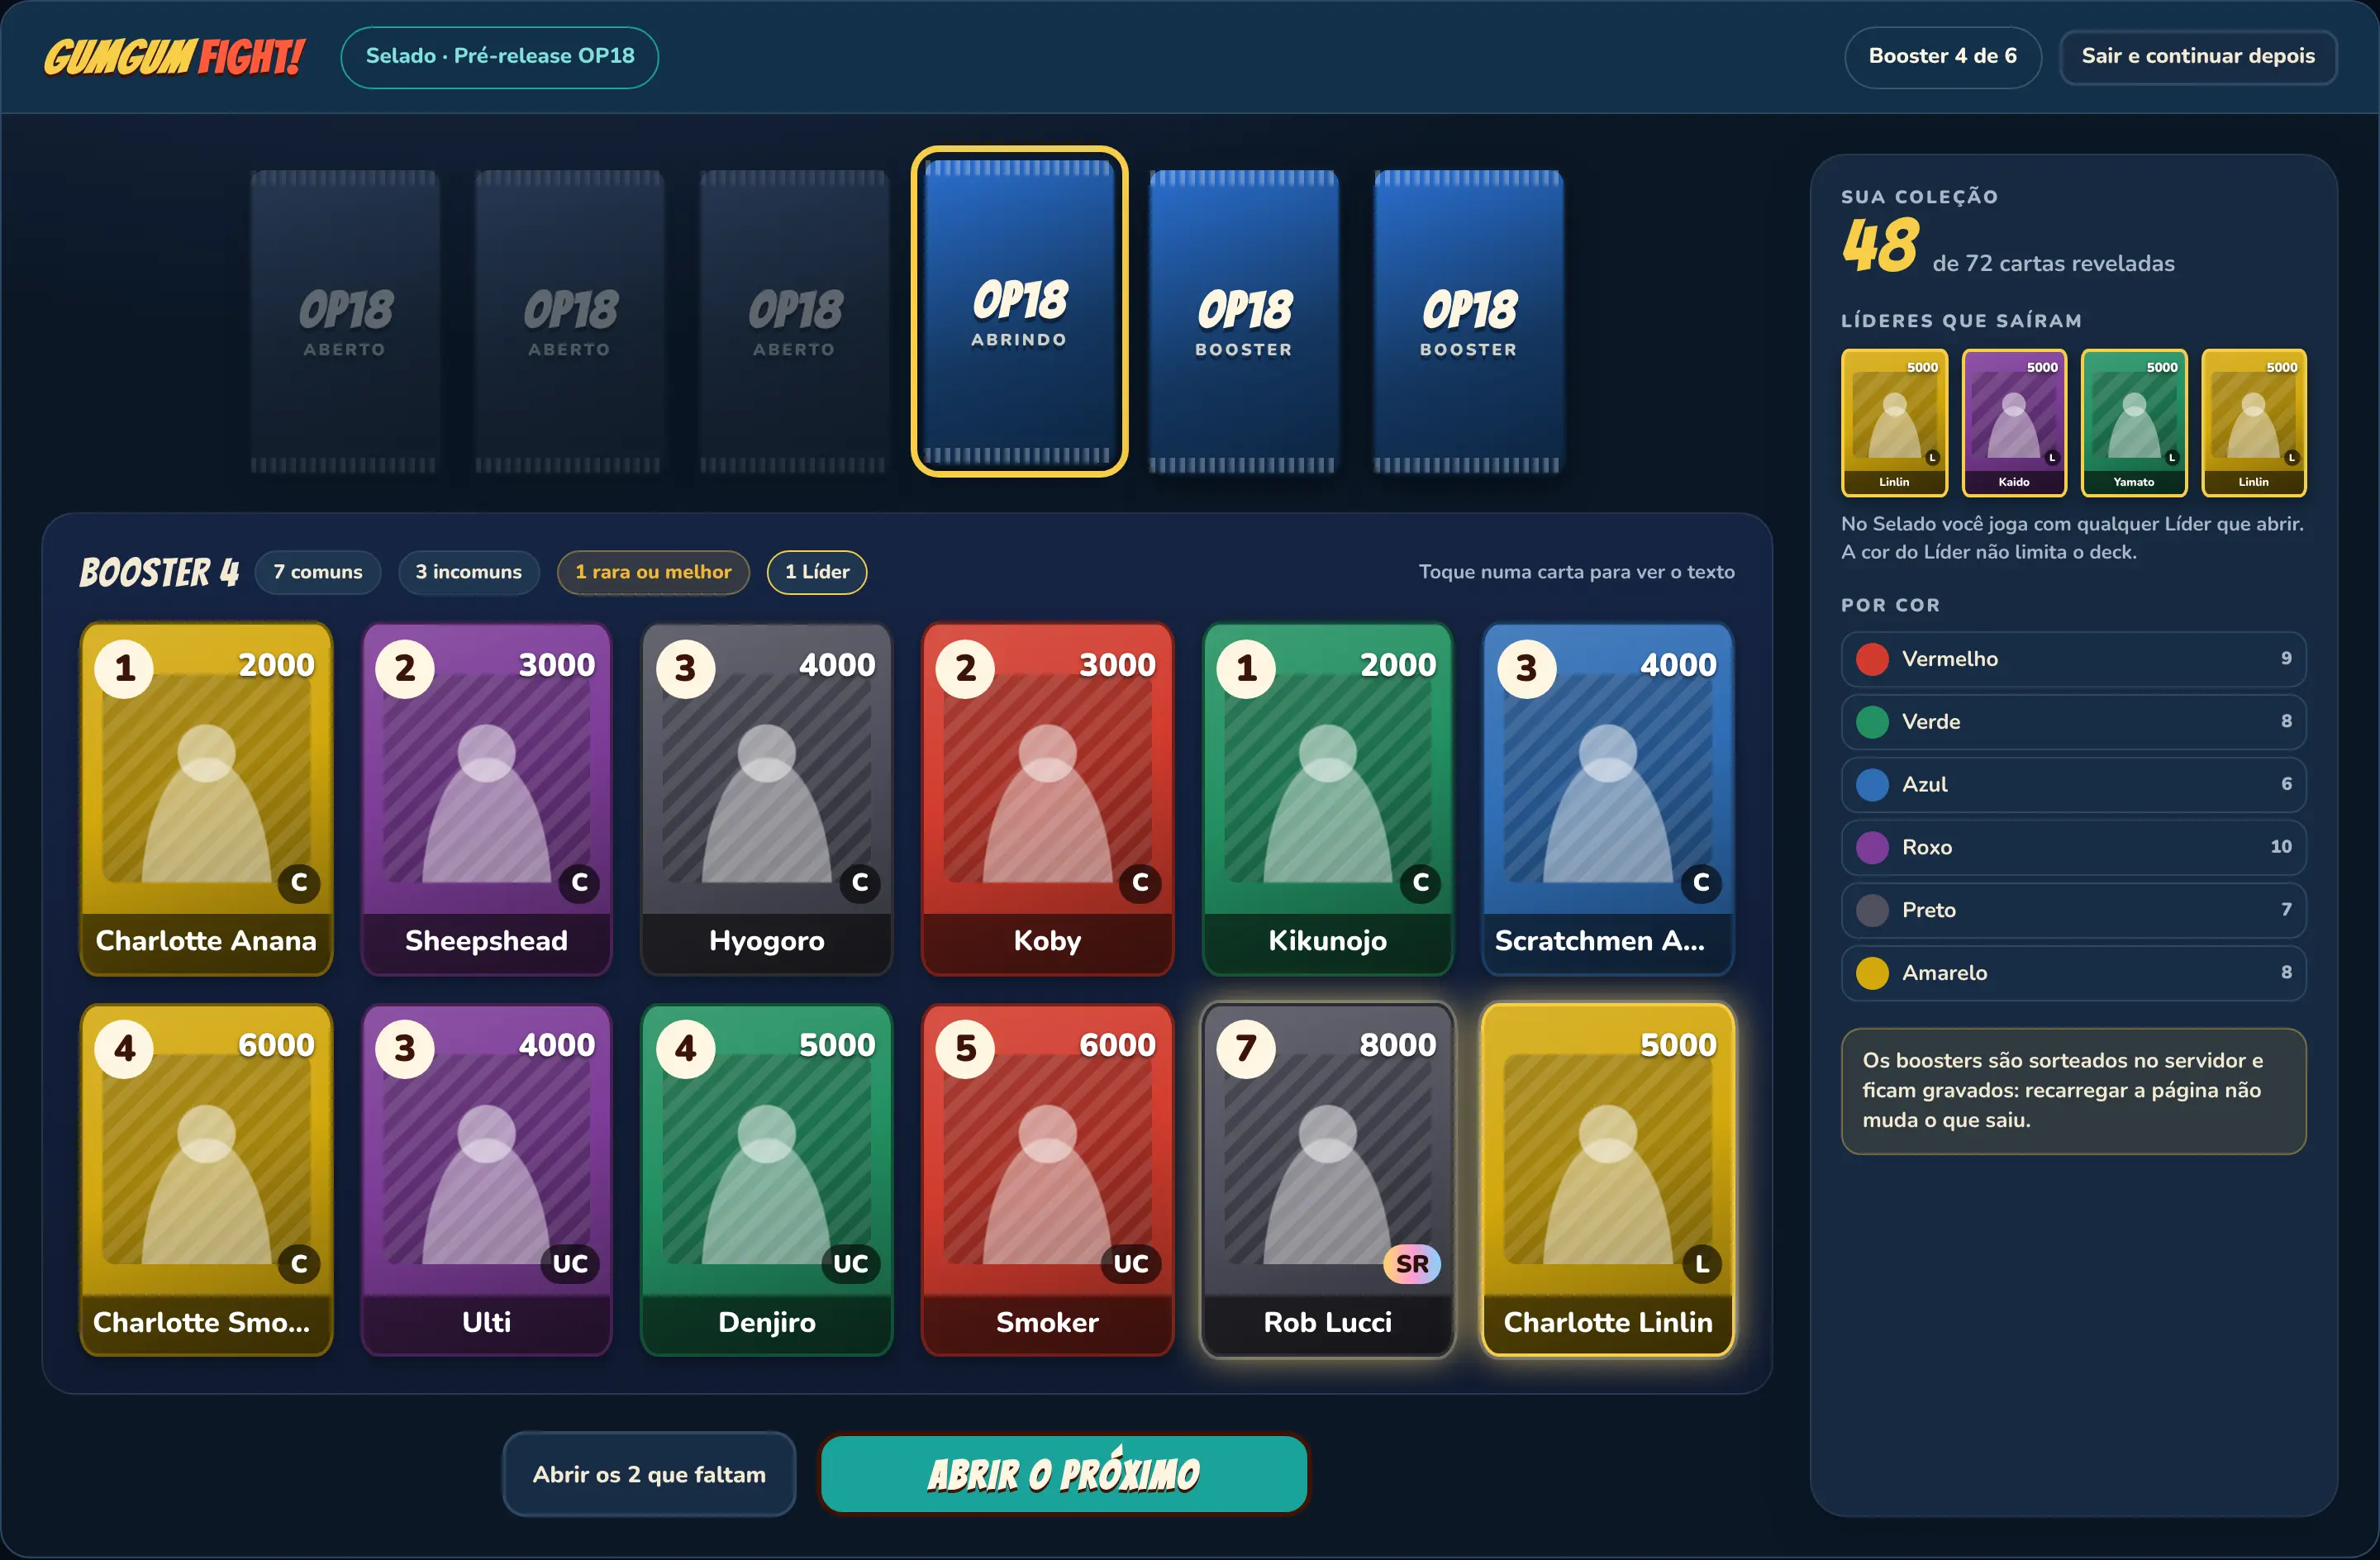 GUMGUM FIGHT!
Selado · Pré-release OP18
Booster 4 de 6
Sair e continuar depois
OP18
ABERTO
OP18
ABERTO
OP18
ABERTO
OP18
ABRINDO
OP18
BOOSTER
OP18
BOOSTER
BOOSTER 4
7 comuns
3 incomuns
1 rara ou melhor
1 Líder
Toque numa carta para ver o texto
1 2000
C
Charlotte Anana
2 3000
C
Sheepshead
3 4000
C
Hyogoro
2 3000
C
Koby
1 2000
C
Kikunojo
3 4000
C
Scratchmen A...
4 6000
C
Charlotte Smo...
3 4000
UC
Ulti
4 5000
UC
Denjiro
5 6000
UC
Smoker
7 8000
SR
Rob Lucci
5000
L
Charlotte Linlin
Abrir os 2 que faltam
ABRIR O PRÓXIMO
SUA COLEÇÃO
48 de 72 cartas reveladas
LÍDERES QUE SAÍRAM
5000
L
Linlin
5000
L
Kaido
5000
L
Yamato
5000
L
Linlin
No Selado você joga com qualquer Líder que abrir.
A cor do Líder não limita o deck.
POR COR
Vermelho 9
Verde 8
Azul 6
Roxo 10
Preto 7
Amarelo 8
Os boosters são sorteados no servidor e
ficam gravados: recarregar a página não
muda o que saiu.